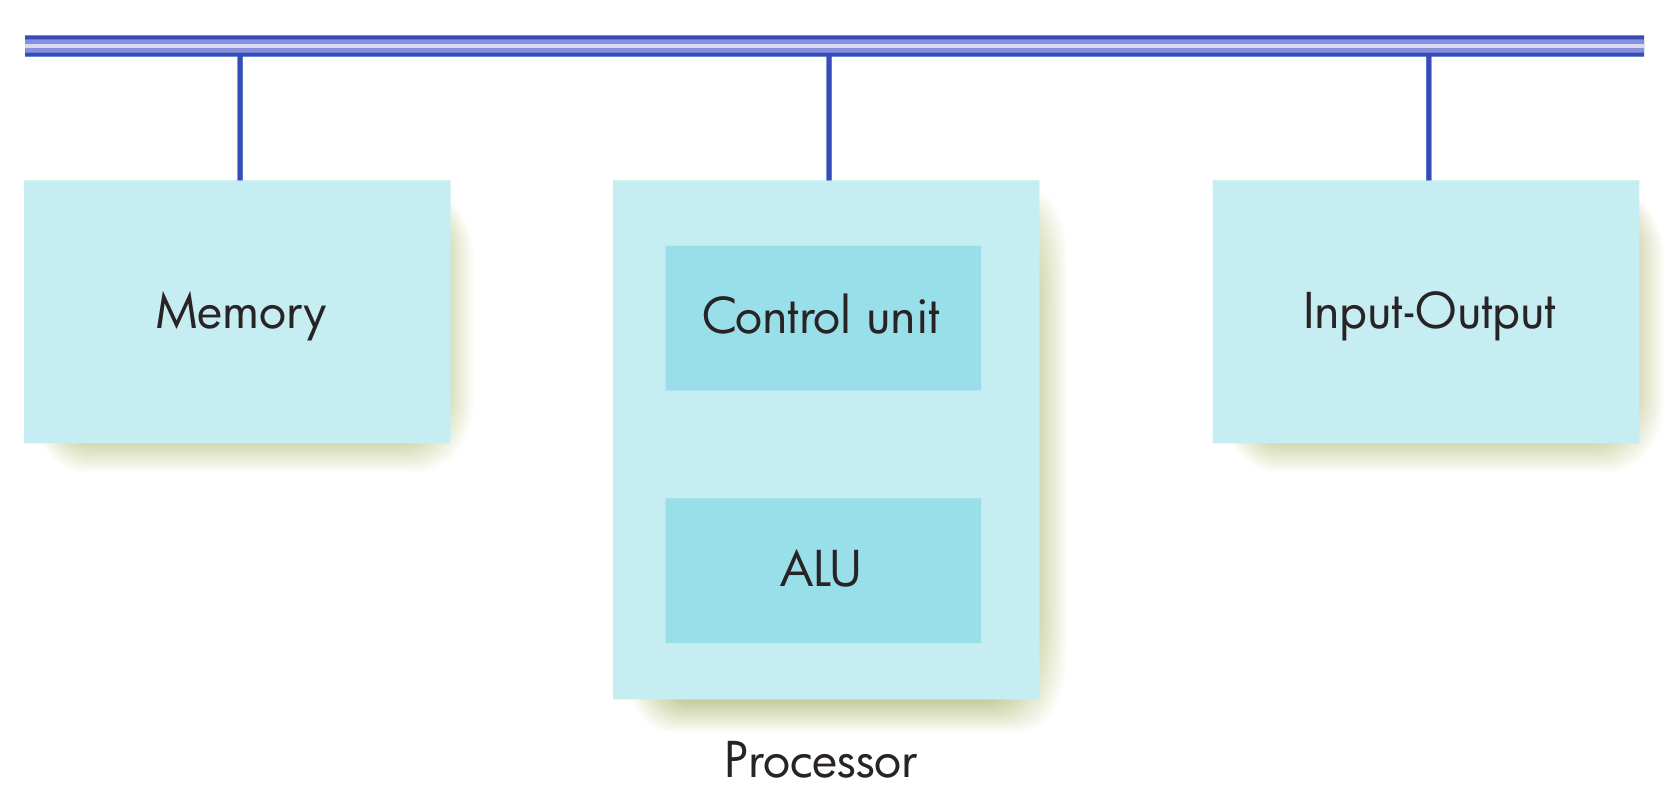 Memory
Control unit
ALU
Processor
Input-Output